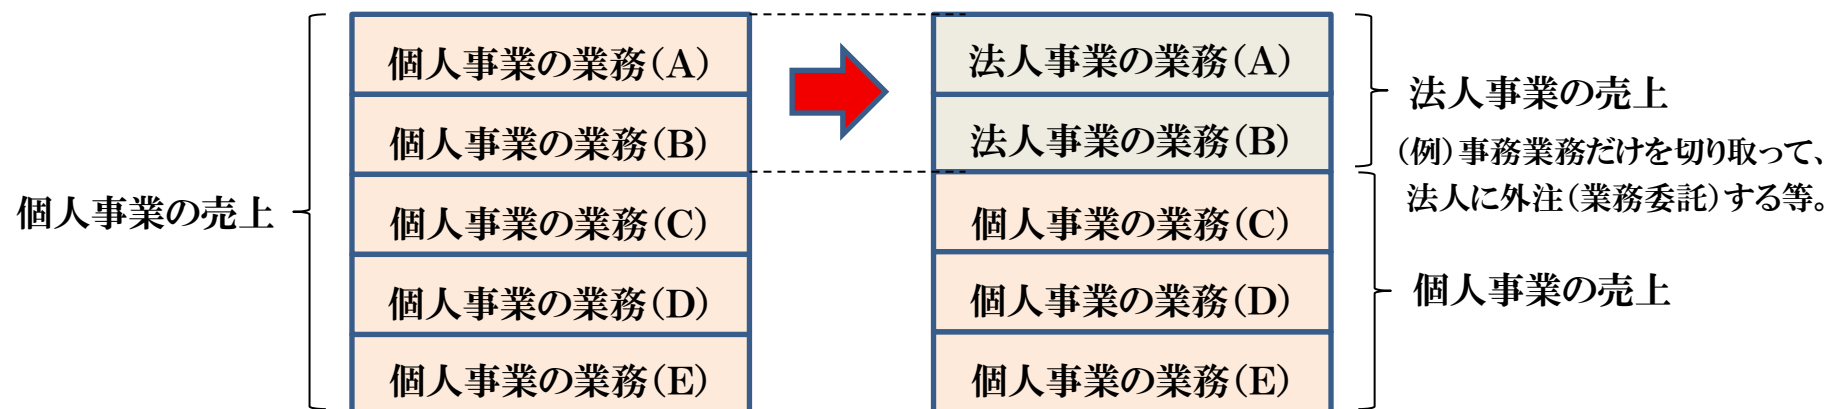 個人事業の売上
個人事業の業務(A)
個人事業の業務(B)
個人事業の業務(C)
個人事業の業務(D)
個人事業の業務(E)
法人事業の業務(A)
法人事業の業務(B)
個人事業の業務(C)
個人事業の業務(D)
個人事業の業務(E)
法人事業の売上
(例)事務業務だけを切り取って、
法人に外注(業務委託)する等。
個人事業の売上